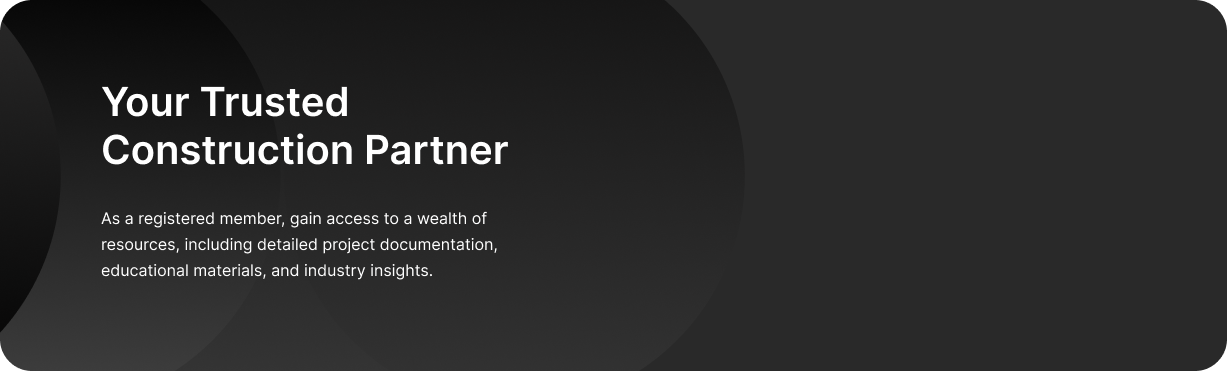 Your Trusted
Construction Partner
As a registered member, gain access to a wealth of
resources, including detailed project documentation,
educational materials, and industry insights.